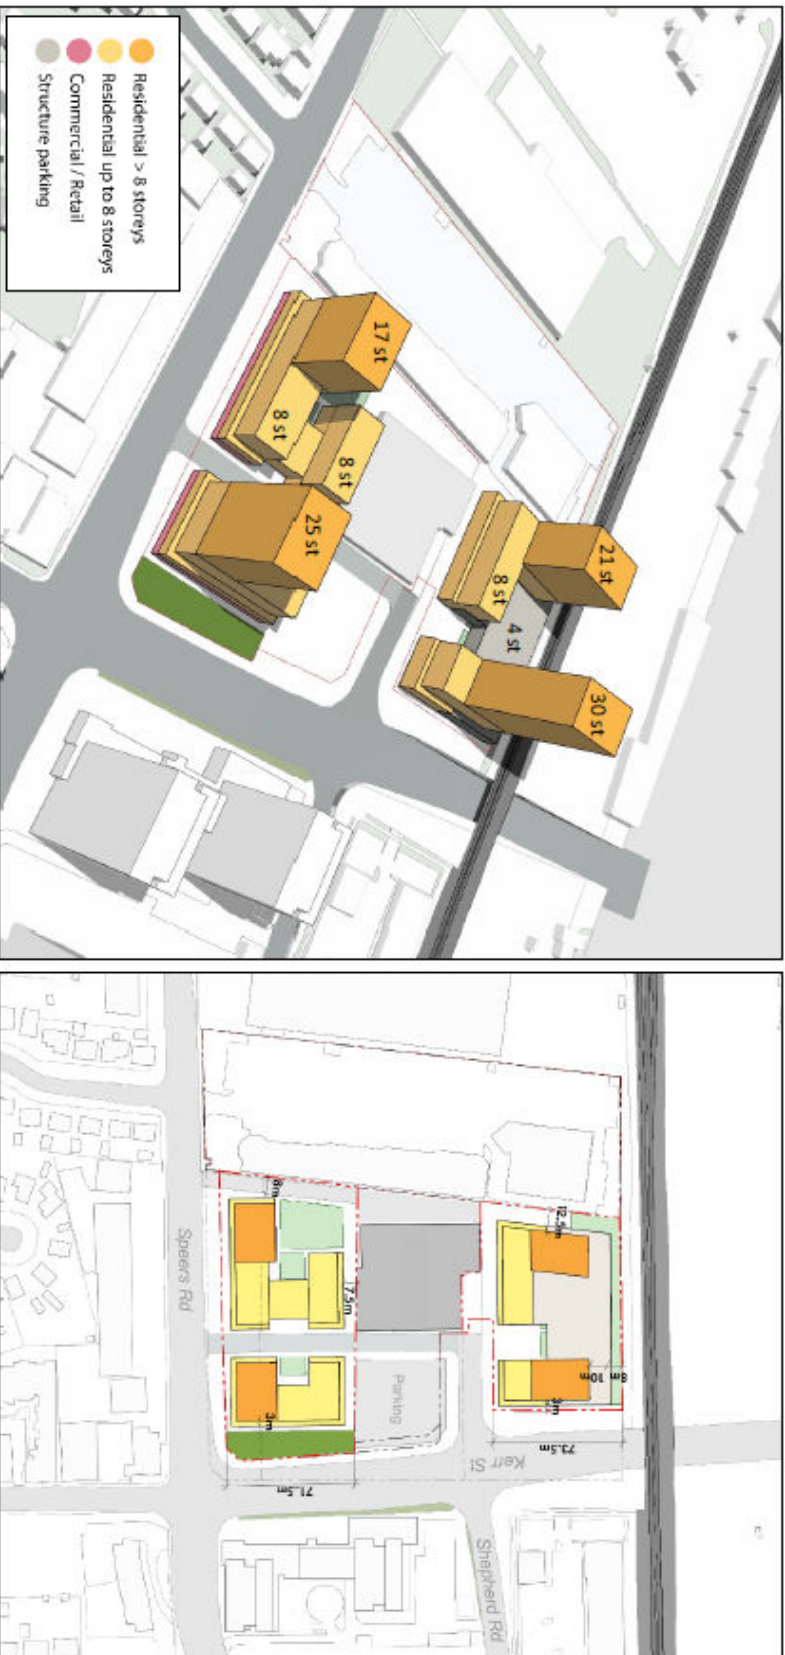 Residential > 8 storeys
Residential up to 8 storeys
Commercial / Retail
Structure parking
17 st
8 st
8 st
25 st
21 st
8 st
4 st
30 st
Speers Rd
Kerr St
Shepherd Rd
Parking
8m
17.5m
3m
71.5m
12.5m
8m
10m
3m
73.5m